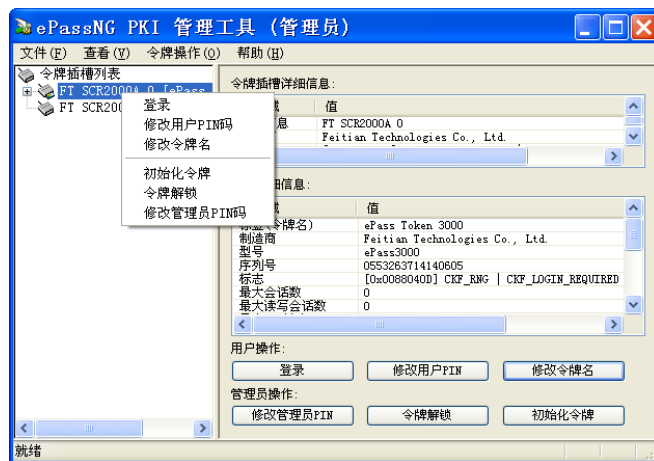 ePassNG PKI 管理工具 (管理员)
文件(F) 查看(V) 令牌操作(O) 帮助(H)
令牌插槽列表
FT SCR2000A 0 [ePass
FT SCR200
登录
修改用户PIN码
修改令牌名
初始化令牌
令牌解锁
修改管理员PIN码
令牌插槽详细信息:
值
息 FT SCR2000A 0
Feitian Technologies Co., Ltd.
信息:
值
(令牌名) ePass Token 3000
制造商 Feitian Technologies Co., Ltd.
型号 ePass3000
序列号 0553263714140605
标志 [0x0088040D] CKF_RNG | CKF_LOGIN_REQUIRED
最大会话数 0
最大读写会话数 0
用户操作:
登录 修改用户PIN 修改令牌名
管理员操作:
修改管理员PIN 令牌解锁 初始化令牌
就绪